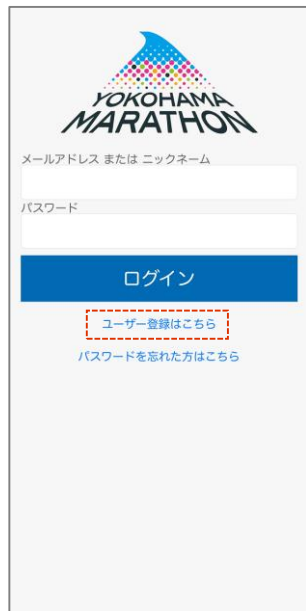 YOKOHAMA
MARATHON
メールアドレス または ニックネーム
パスワード
ログイン
ユーザー登録はこちら
パスワードを忘れた方はこちら